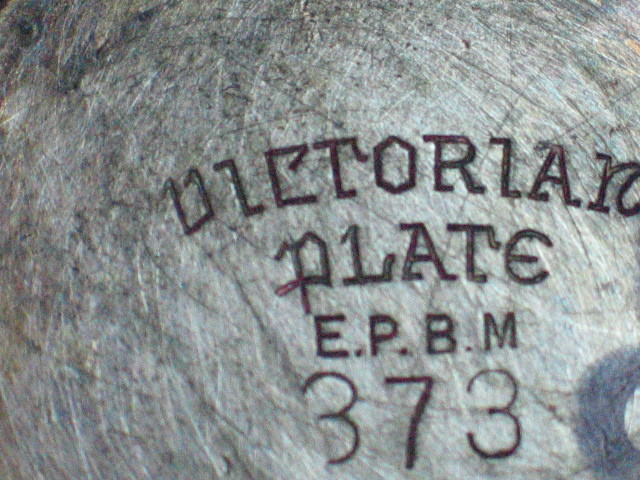 VICTORIAN
PLATE
E.P.B.M
373